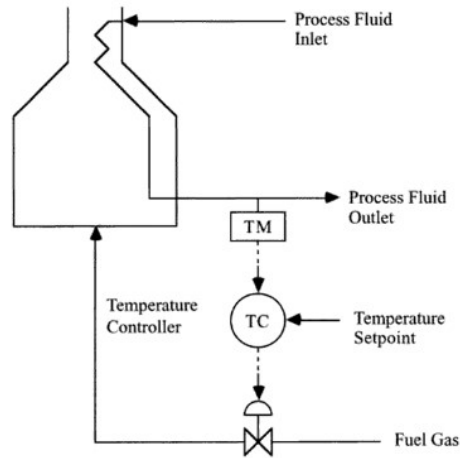 Process Fluid
Inlet
Process Fluid
Outlet
TM
Temperature
Controller
TC
Temperature
Setpoint
Fuel Gas